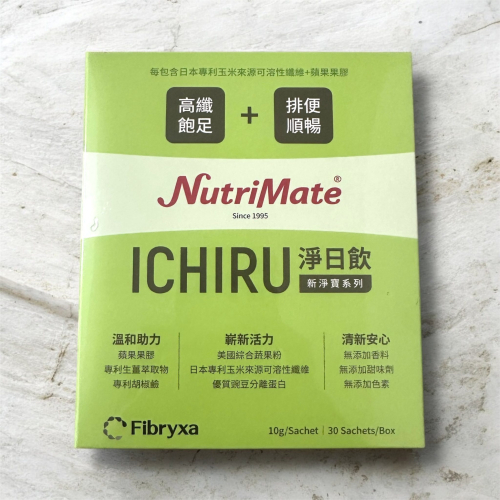 每包含日本專利玉米來源可溶性纖維+蘋果果膠
高纖
飽足
+
排便
順暢
NutriMate®
Since 1995
ICHIRU 淨日飲
新淨寶系列
溫和助力
蘋果果膠
專利生薑萃取物
專利胡椒鹼
嶄新活力
美國綜合蔬果粉
日本專利玉米來源可溶性纖維
優質豌豆分離蛋白
清新安心
無添加香料
無添加甜味劑
無添加色素
Fibryxa
10g/Sachet | 30 Sachets/Box